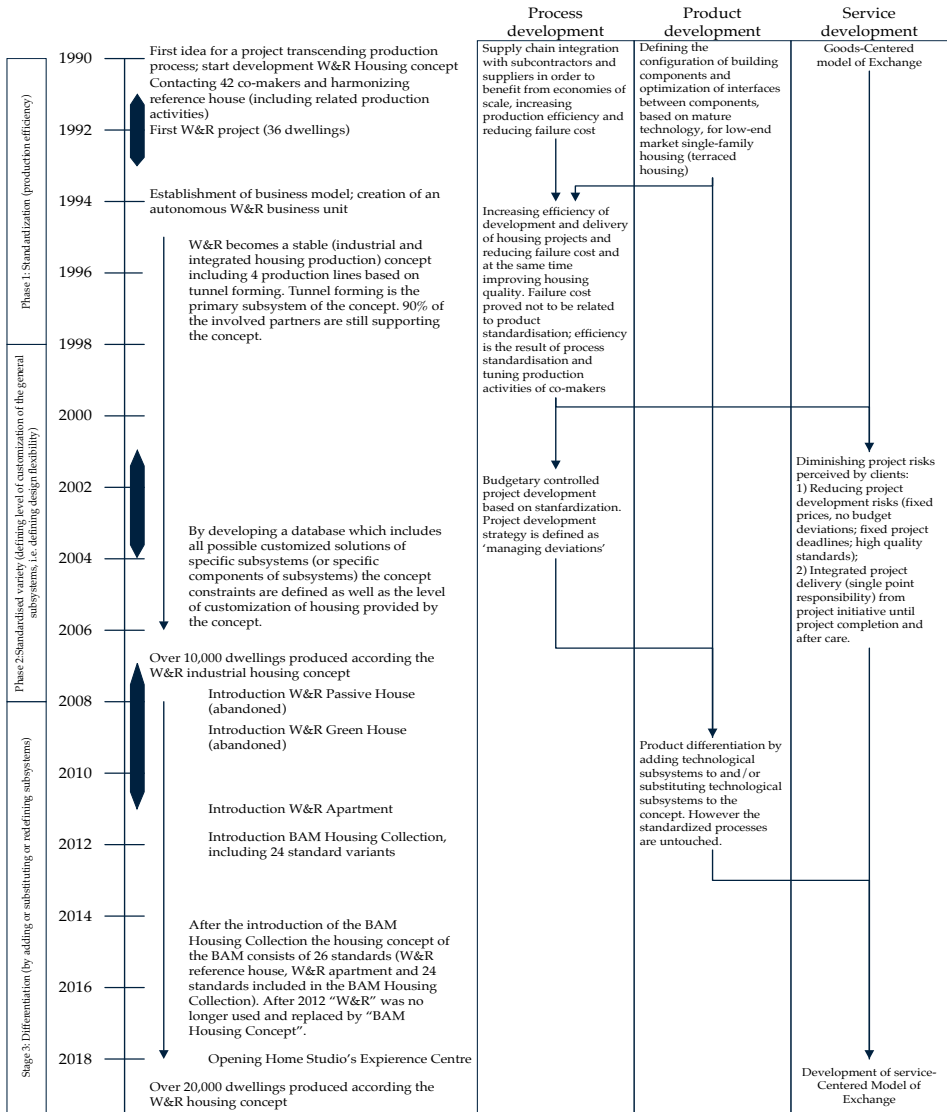 Process
development
Product
development
Service
development
Phase 1: Standardization (production efficiency)
Phase 2:Standardised variety (defining level of customization of the general
subsystems, i.e. defining design flexibility)
Stage 3: Differentiation (by adding or substituting or redefining subsystems)
1990
1992
1994
1996
1998
2000
2002
2004
2006
2008
2010
2012
2014
2016
2018
First idea for a project transcending production
process; start development W&R Housing concept
Contacting 42 co-makers and harmonizing
reference house (including related production
activities)
First W&R project (36 dwellings)
Establishment of business model; creation of an
autonomous W&R business unit
W&R becomes a stable (industrial and
integrated housing production) concept
including 4 production lines based on
tunnel forming. Tunnel forming is the
primary subsystem of the concept. 90% of
the involved partners are still supporting
the concept.
By developing a database which includes
all possible customized solutions of
specific subsystems (or specific
components of subsystems) the concept
constraints are defined as well as the level
of customization of housing provided by
the concept.
Over 10,000 dwellings produced according the
W&R industrial housing concept
Introduction W&R Passive House
(abandoned)
Introduction W&R Green House
(abandoned)
Introduction W&R Apartment
Introduction BAM Housing Collection,
including 24 standard variants
After the introduction of the BAM
Housing Collection the housing concept of
the BAM consists of 26 standards (W&R
reference house, W&R apartment and 24
standards included in the BAM Housing
Collection). After 2012 “W&R” was no
longer used and replaced by “BAM
Housing Concept”.
Opening Home Studio's Expierence Centre
Over 20,000 dwellings produced according the
W&R housing concept
Supply chain integration
with subcontractors and
suppliers in order to
benefit from economies of
scale, increasing
production efficiency and
reducing failure cost
Increasing efficiency of
development and delivery
of housing projects and
reducing failure cost and
at the same time
improving housing
quality. Failure cost
proved not to be related
to product
standardisation; efficiency
is the result of process
standardisation and
tuning production
activities of co-makers
Budgetary controlled
project development
based on stanfardization.
Project development
strategy is defined as
‘managing deviations’
Defining the
configuration of building
components and
optimization of interfaces
between components,
based on mature
technology, for low-end
market single-family
housing (terraced
housing)
Product differentiation by
adding technological
subsystems to and/or
substituting technological
subsystems to the
concept. However the
standardized processes
are untouched.
Goods-Centered
model of Exchange
Diminishing project risks
perceived by clients:
1) Reducing project
development risks (fixed
prices, no budget
deviations; fixed project
deadlines; high quality
standards);
2) Integrated project
delivery (single point
responsibility) from
project initiative until
project completion and
after care.
Development of service-
Centered Model of
Exchange